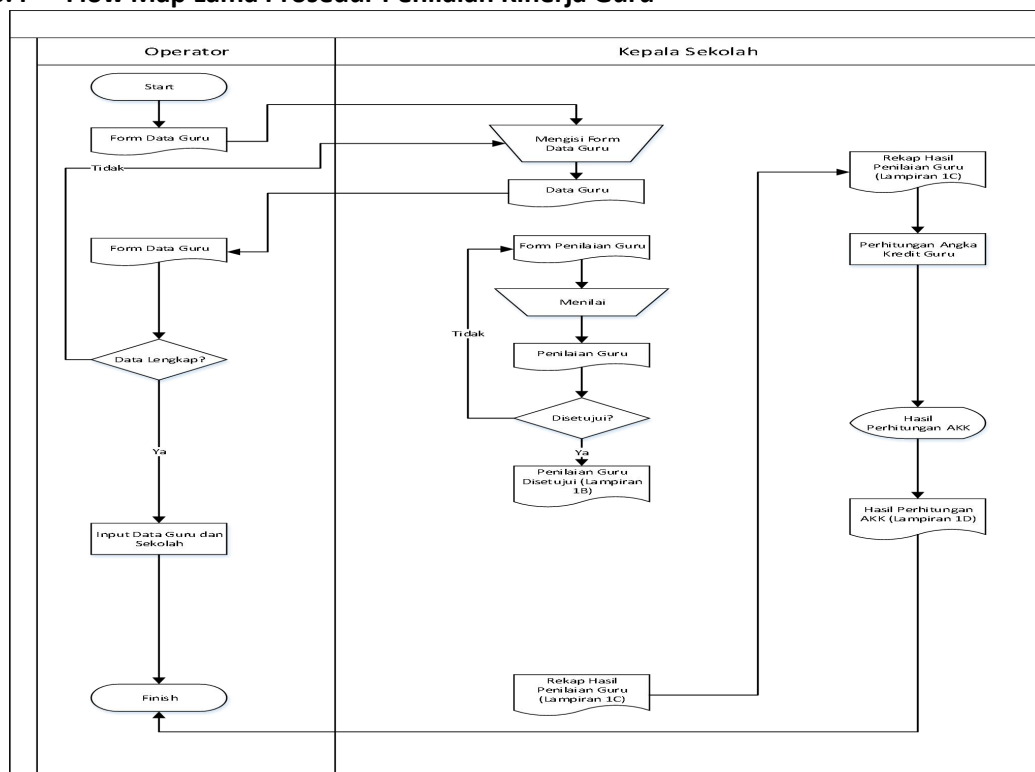 Flow Map Lama Prosedur Penilaian Kinerja Guru
Operator
Kepala Sekolah
Start
Form Data Guru
Tidak
Form Data Guru
Data Lengkap?
Ya
Input Data Guru dan
Sekolah
Finish
Mengisi Form
Data Guru
Data Guru
Form Penilaian Guru
Menilai
Tidak
Penilaian Guru
Disetujui?
Ya
Penilaian Guru
Disetujui (Lampiran
1B)
Rekap Hasil
Penilaian Guru
(Lampiran 1C)
Rekap Hasil
Penilaian Guru
(Lampiran 1C)
Perhitungan Angka
Kredit Guru
Hasil
Perhitungan AKK
Hasil Perhitungan
AKK (Lampiran 1D)